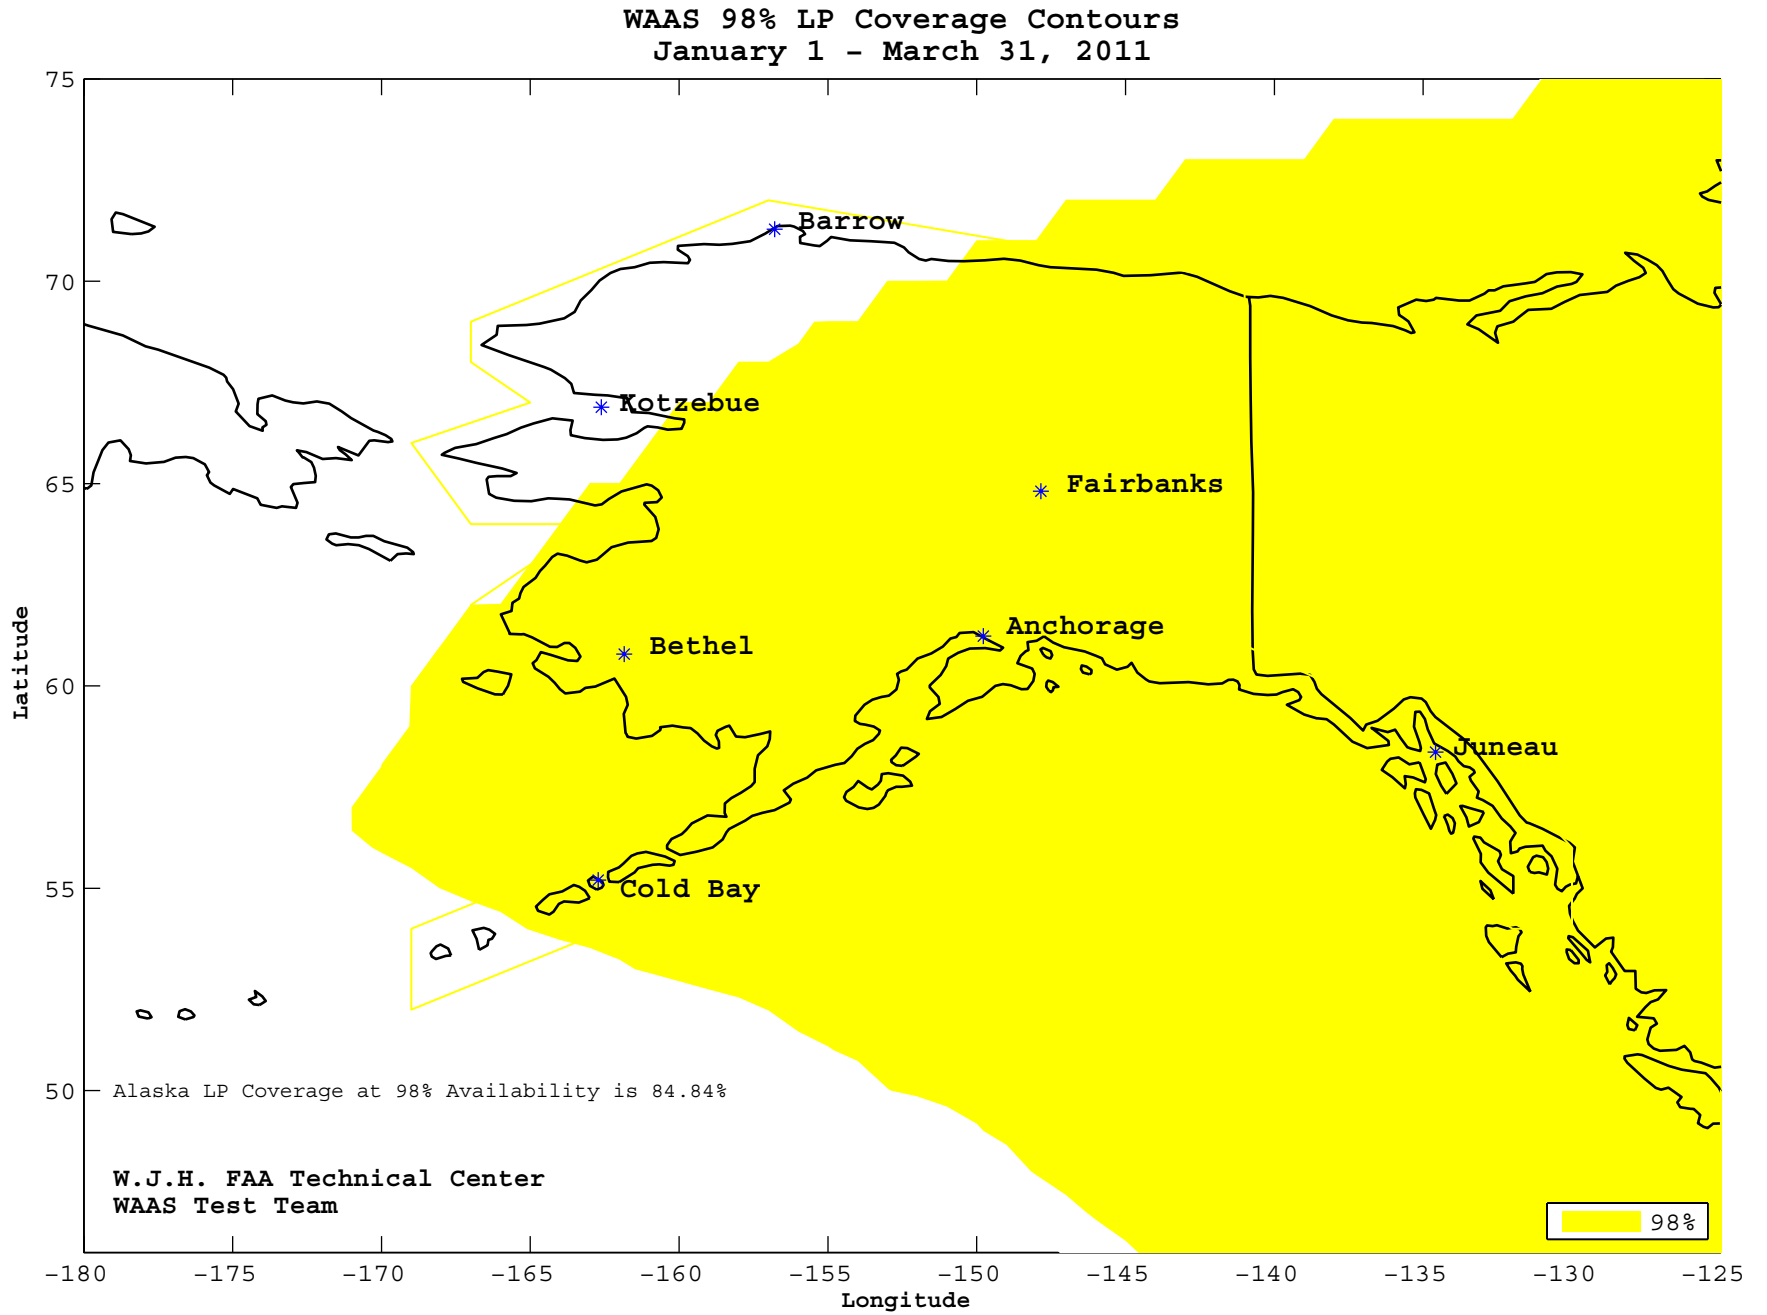 WAAS 98% LP Coverage Contours
January 1 – March 31, 2011
75
70
65
60
55
50
Latitude
Barrow
Kotzebue
Fairbanks
Anchorage
Bethel
Juneau
Cold Bay
Alaska LP Coverage at 98% Availability is 84.84%
W.J.H. FAA Technical Center
WAAS Test Team
98%
−180 −175 −170 −165 −160 −155 −150 −145 −140 −135 −130 −125
Longitude